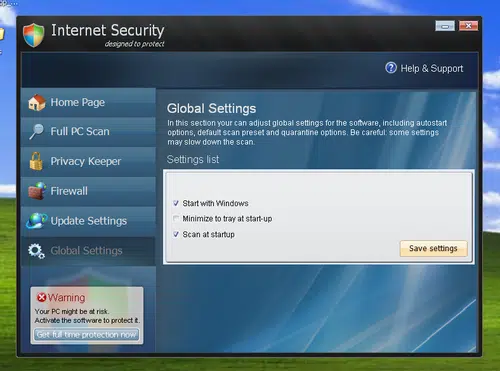 Internet Security
designed to protect
Help & Support
Home Page
Full PC Scan
Privacy Keeper
Firewall
Update Settings
Global Settings
Global Settings
In this section you can adjust global settings for the software, including autostart
options, default scan preset and quarantine options. Be careful: some settings
may slow down the scan.
Settings list
Start with Windows
Minimize to tray at start-up
Scan at startup
Save settings
Warning
Your PC might be at risk.
Activate the software to protect it.
Get full time protection now